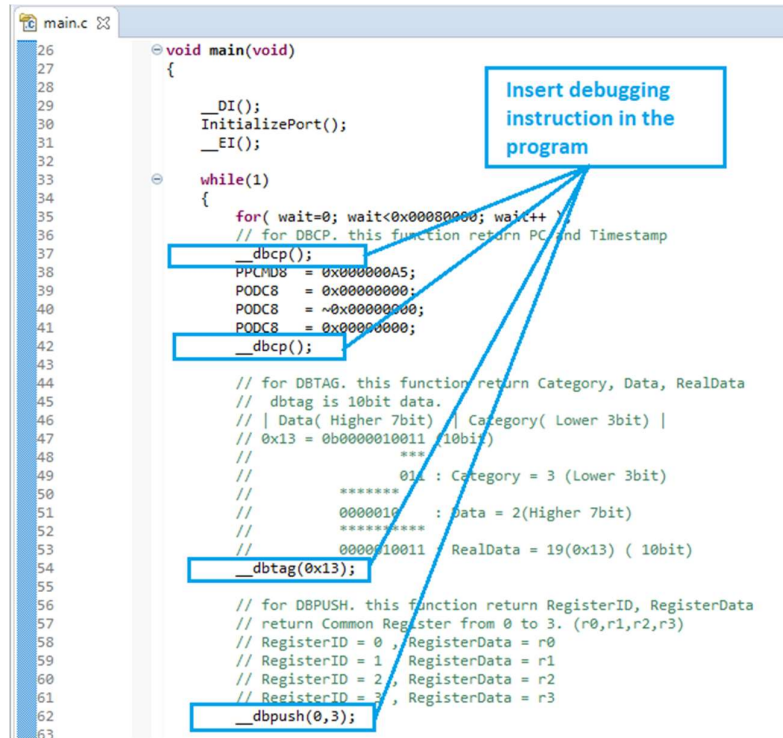 main.c
26 void main(void)
27 {
28
29 __DI();
30 InitializePort();
31 __EI();
32
33 while(1)
34 {
35 for( wait=0; wait<0x00080000; wait++ );
36 // for DBCP. this function return PC and Timestamp
37 __dbcp();
38 PPCMD8 = 0x000000A5;
39 PODC8 = 0x00000000;
40 PODC8 = ~0x00000000;
41 PODC8 = 0x00000000;
42 __dbcp();
43
44 // for DBTAG. this function return Category, Data, RealData
45 // dbtag is 10bit data.
46 // | Data( Higher 7bit) | Category( Lower 3bit) |
47 // 0x13 = 0b0000010011 (10bit)
48 // ***
49 // 011 : Category = 3 (Lower 3bit)
50 // *******
51 // 0000010 : Data = 2(Higher 7bit)
52 // **********
53 // 0000010011 : RealData = 19(0x13) ( 10bit)
54 __dbtag(0x13);
55
56 // for DBPUSH. this function return RegisterID, RegisterData
57 // return Common Register from 0 to 3. (r0,r1,r2,r3)
58 // RegisterID = 0 , RegisterData = r0
59 // RegisterID = 1 , RegisterData = r1
60 // RegisterID = 2 , RegisterData = r2
61 // RegisterID = 3 , RegisterData = r3
62 __dbpush(0,3);
63
Insert debugging
instruction in the
program